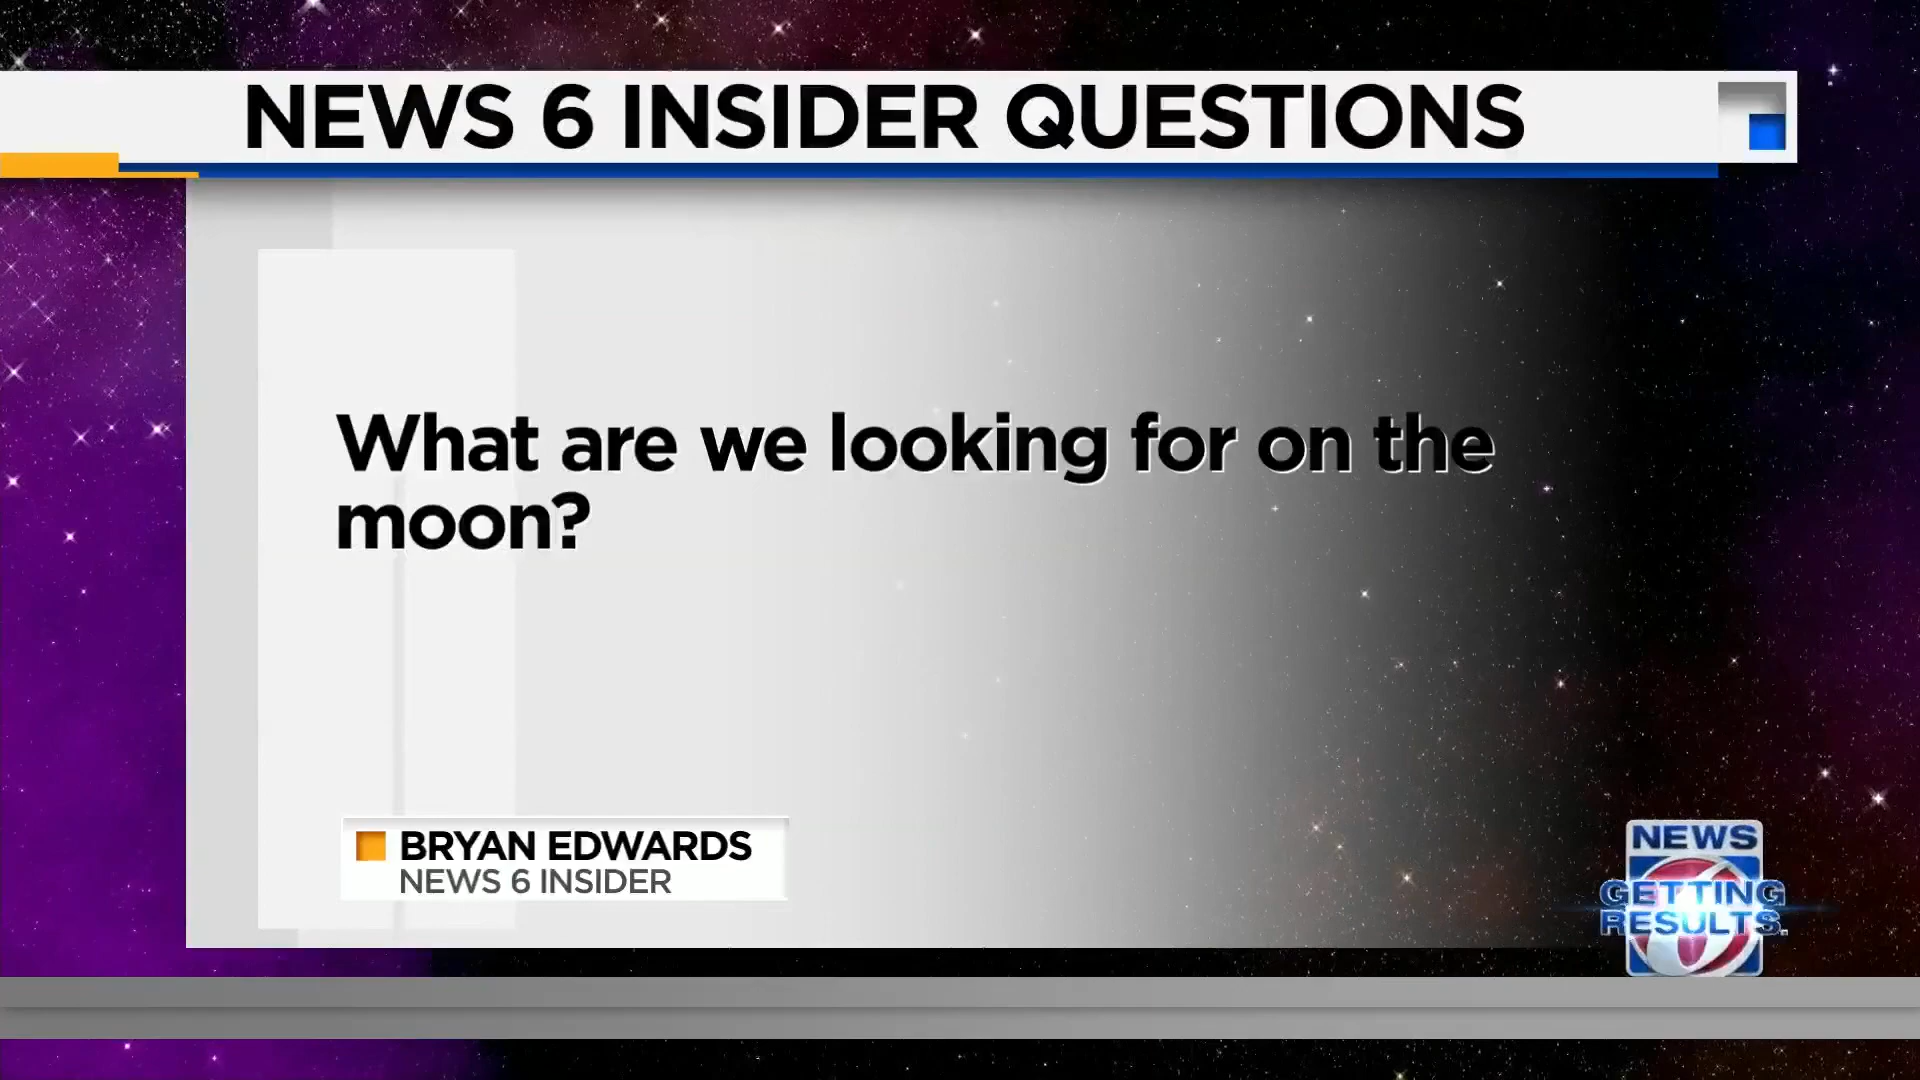 NEWS 6 INSIDER QUESTIONS
What are we looking for on the
moon?
BRYAN EDWARDS
NEWS 6 INSIDER
NEWS
6
GETTING
RESULTS.